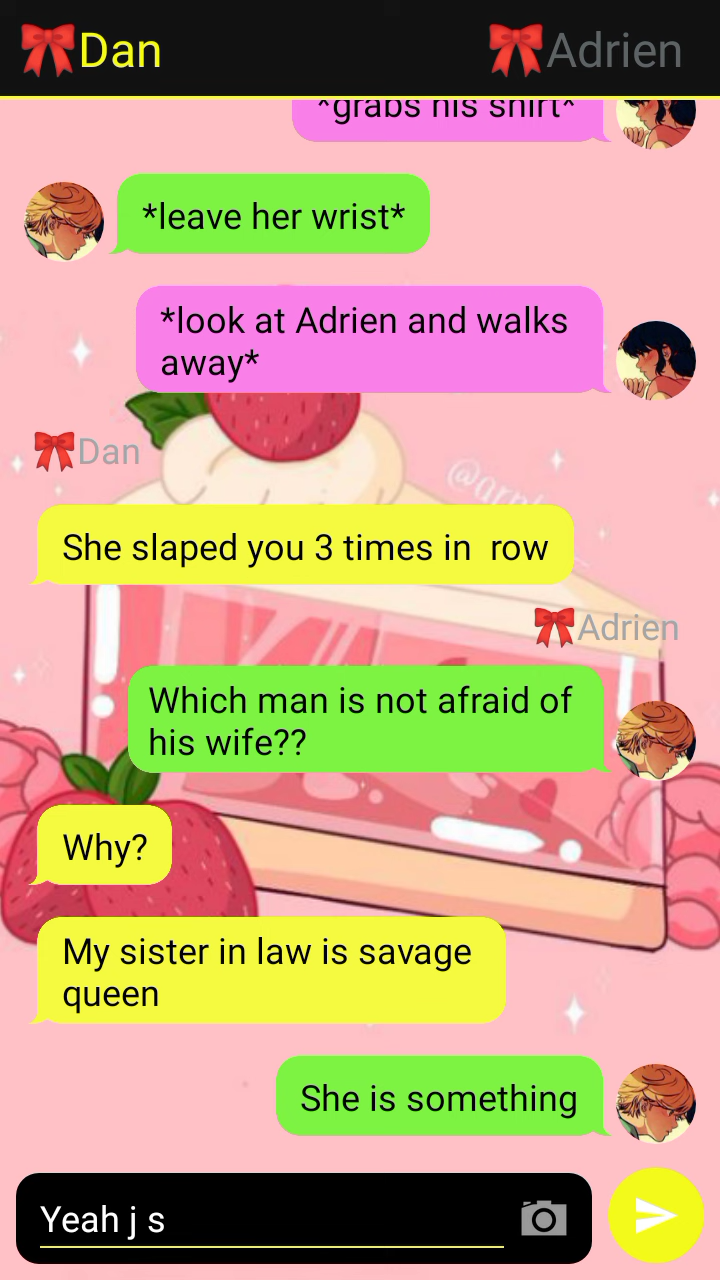 🎀Dan
🎀Adrien
*grabs his shirt*
*leave her wrist*
*look at Adrien and walks
away*
🎀Dan
She slaped you 3 times in  row
🎀Adrien
Which man is not afraid of
his wife??
Why?
My sister in law is savage
queen
She is something
Yeah j s